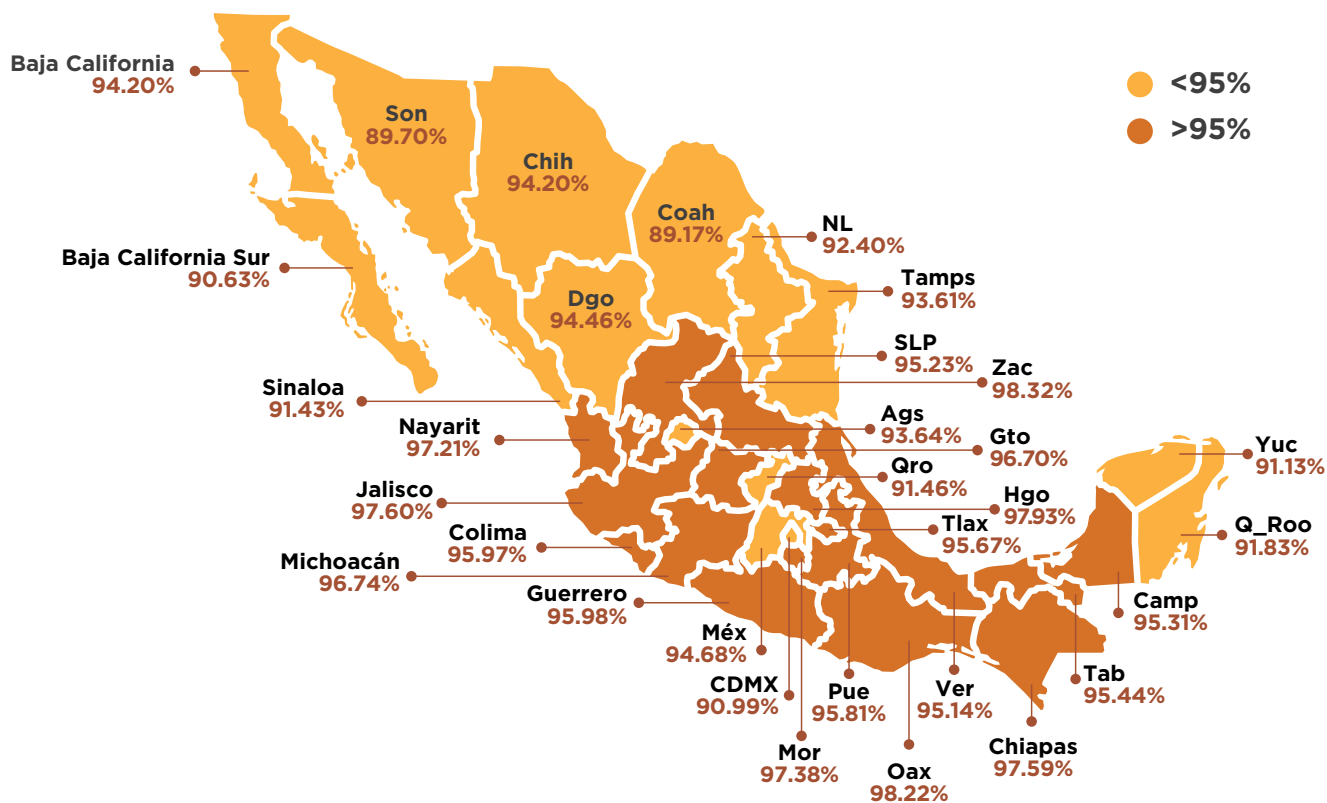 Baja California
94.20%
Son
89.70%
Chih
94.20%
Coah
89.17%
<95%
>95%
NL
92.40%
Baja California Sur
90.63%
Tamps
93.61%
Dgo
94.46%
SLP
95.23%
Zac
98.32%
Sinaloa
91.43%
Nayarit
97.21%
Ags
93.64%
Gto
96.70%
Yuc
91.13%
Qro
91.46%
Jalisco
97.60%
Hgo
97.93%
Q_Roo
91.83%
Colima
95.97%
Tlax
95.67%
Michoacán
96.74%
Guerrero
95.98%
Camp
95.31%
Méx
94.68%
Tab
95.44%
CDMX
90.99%
Pue
95.81%
Ver
95.14%
Mor
97.38%
Oax
98.22%
Chiapas
97.59%